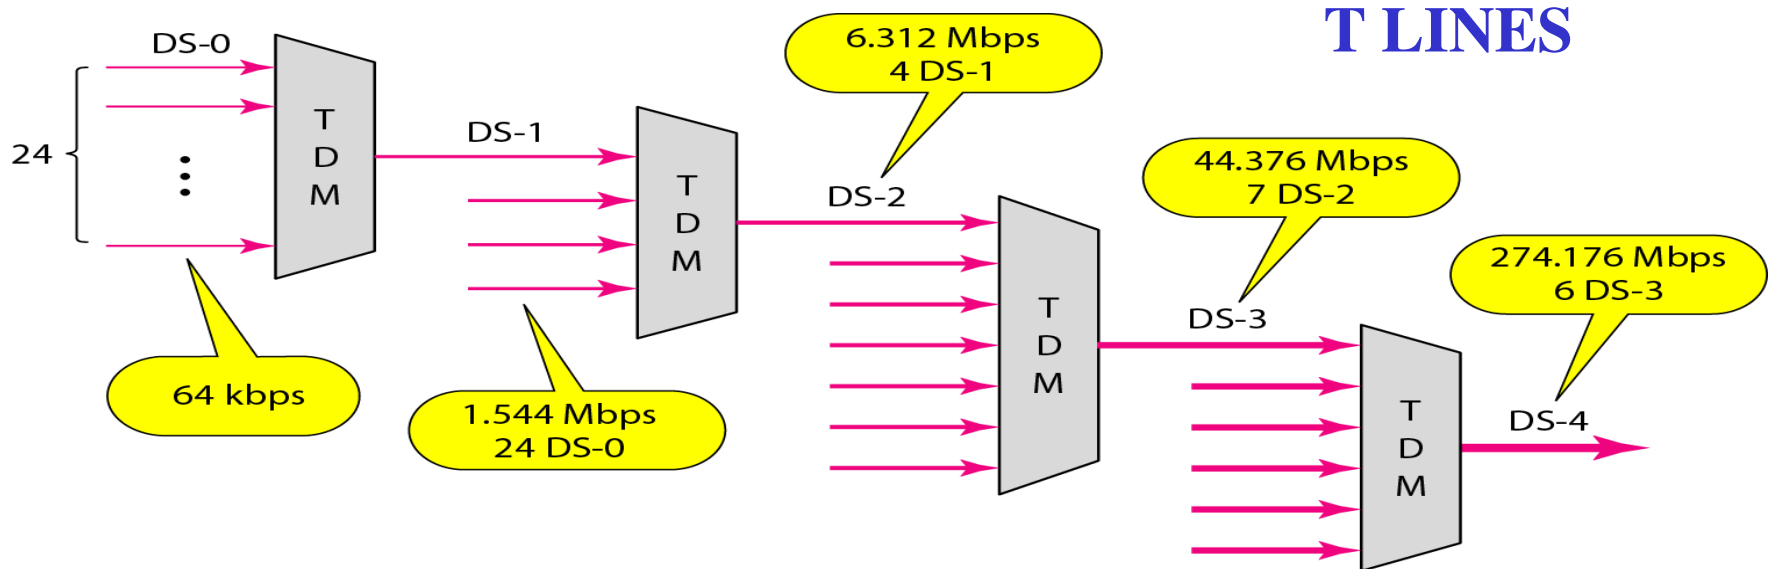 T LINES
DS-0
24
T
D
M
64 kbps
DS-1
1.544 Mbps
24 DS-0
T
D
M
6.312 Mbps
4 DS-1
DS-2
T
D
M
44.376 Mbps
7 DS-2
DS-3
T
D
M
274.176 Mbps
6 DS-3
DS-4